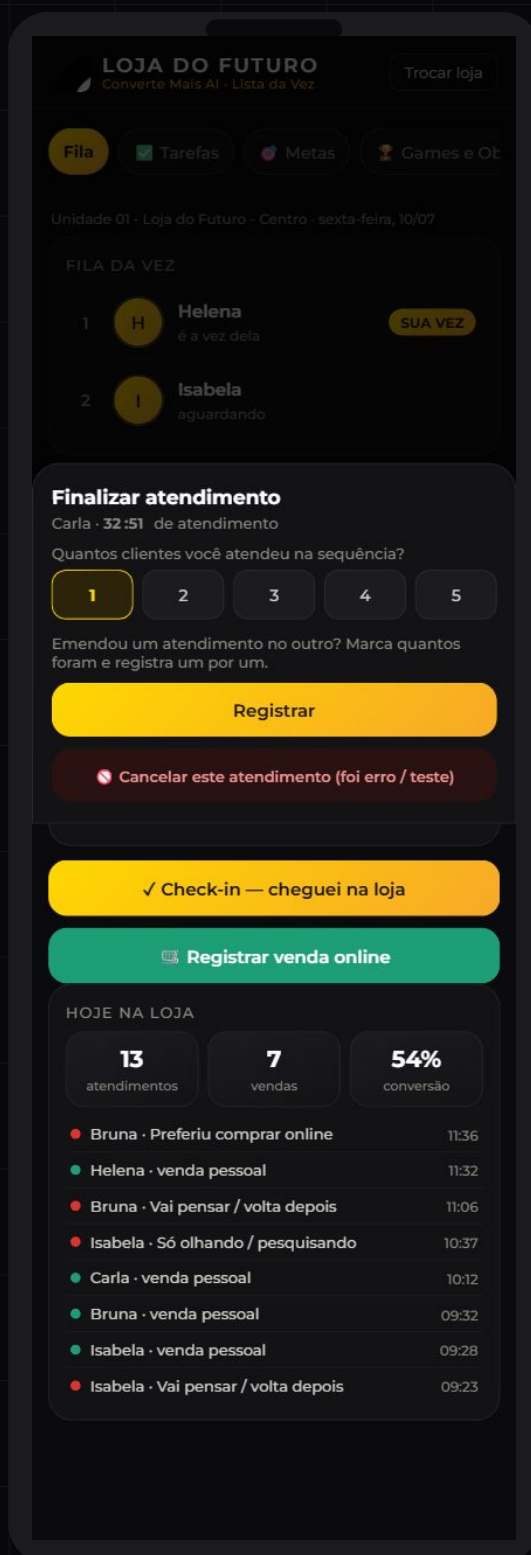 LOJA DO FUTURO
Converte Mais AI · Lista da Vez
Trocar loja
Fila
Tarefas
Metas
Games e Ob
Unidade 01 - Loja do Futuro - Centro · sexta-feira, 10/07
FILA DA VEZ
1
H
Helena
é a vez dela
SUA VEZ
2
I
Isabela
aguardando
Finalizar atendimento
Carla · 32:51 de atendimento
Quantos clientes você atendeu na sequência?
1 2 3 4 5
Emendou um atendimento no outro? Marca quantos
foram e registra um por um.
Registrar
Cancelar este atendimento (foi erro / teste)
✓ Check-in — cheguei na loja
Registrar venda online
HOJE NA LOJA
13 7 54%
atendimentos vendas conversão
Bruna · Preferiu comprar online 11:36
Helena · venda pessoal 11:32
Bruna · Vai pensar / volta depois 11:06
Isabela · Só olhando / pesquisando 10:37
Carla · venda pessoal 10:12
Bruna · venda pessoal 09:32
Isabela · venda pessoal 09:28
Isabela · Vai pensar / volta depois 09:23